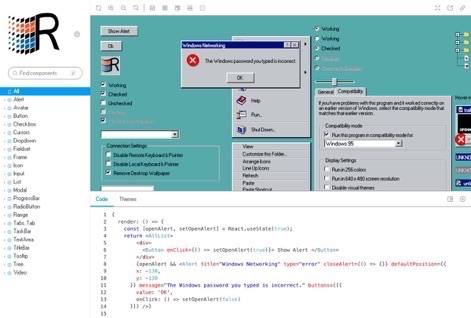 R
Find components
All
Alert
Avatar
Button
Checkbox
Cursors
Dropdown
Fieldset
Frame
Icon
Input
List
Modal
ProgressBar
RadioButton
Range
Tabs, Tab
TaskBar
TextArea
TitleBar
Tooltip
Tree
Video
Show Alert
Ok
Working
Checked
Unchecked
Connection Settings
Disable Remote Keyboard & Pointer
Disable Local Keyboard & Pointer
Remove Desktop Wallpaper
Windows Networking
The Windows password you typed is incorrect.
OK
Help
Run...
Shut Down...
View
Customize this Folder...
Arrange Icons
Line Up Icons
Refresh
Paste
Paste Shortcut
Working
Working
Checked
General
Compatibility
If you have problems with this program and it worked correctly on
an earlier version of Windows, select the compatibility mode
that matches that earlier version.
Compatibility mode
Run this program in compatibility mode for:
Windows 95
Display Settings
Run in 256 colors
Run in 640 x 480 screen resolution
Disable visual themes
Hover m
UNKNO
Code
Themes
1 {
2 render: () => {
3 const [openAlert, setOpenAlert] = React.useState(true);
4 return <AllList>
5 <div>
6 <Button onClick={() => setOpenAlert(true)}> Show Alert </Button>
7 </div>
8 {openAlert && <Alert title="Windows Networking" type="error" closeAlert={() => {}} defaultPosition={{
9 x: -130,
10 y: -130
11 }} message="The Windows password you typed is incorrect." buttons={[{
12 value: 'OK',
13 onClick: () => setOpenAlert(false)
14 }]} />}
15